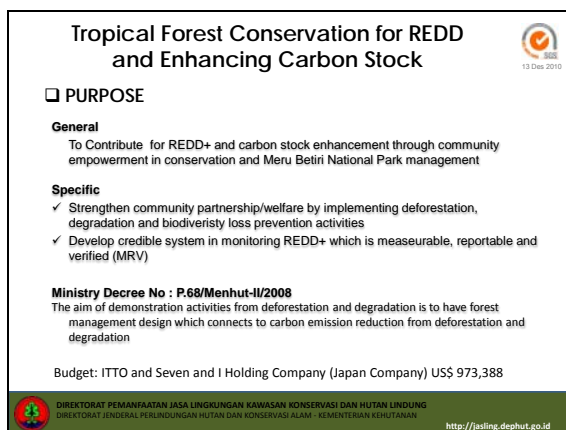 Tropical Forest Conservation for REDD
and Enhancing Carbon Stock
13 Des 2010
PURPOSE
General
To Contribute for REDD+ and carbon stock enhancement through community
empowerment in conservation and Meru Betiri National Park management
Specific
✓ Strengthen community partnership/welfare by implementing deforestation,
degradation and biodiveristy loss prevention activities
✓ Develop credible system in monitoring REDD+ which is measeurable, reportable and
verified (MRV)
Ministry Decree No : P.68/Menhut-II/2008
The aim of demonstration activities from deforestation and degradation is to have forest
management design which connects to carbon emission reduction from deforestation and
degradation
Budget: ITTO and Seven and I Holding Company (Japan Company) US$ 973,388
DIREKTORAT PEMANFAATAN JASA LINGKUNGAN KAWASAN KONSERVASI DAN HUTAN LINDUNG
DIREKTORAT JENDERAL PERLINDUNGAN HUTAN DAN KONSERVASI ALAM - KEMENTERIAN KEHUTANAN
http://jasling.dephut.go.id